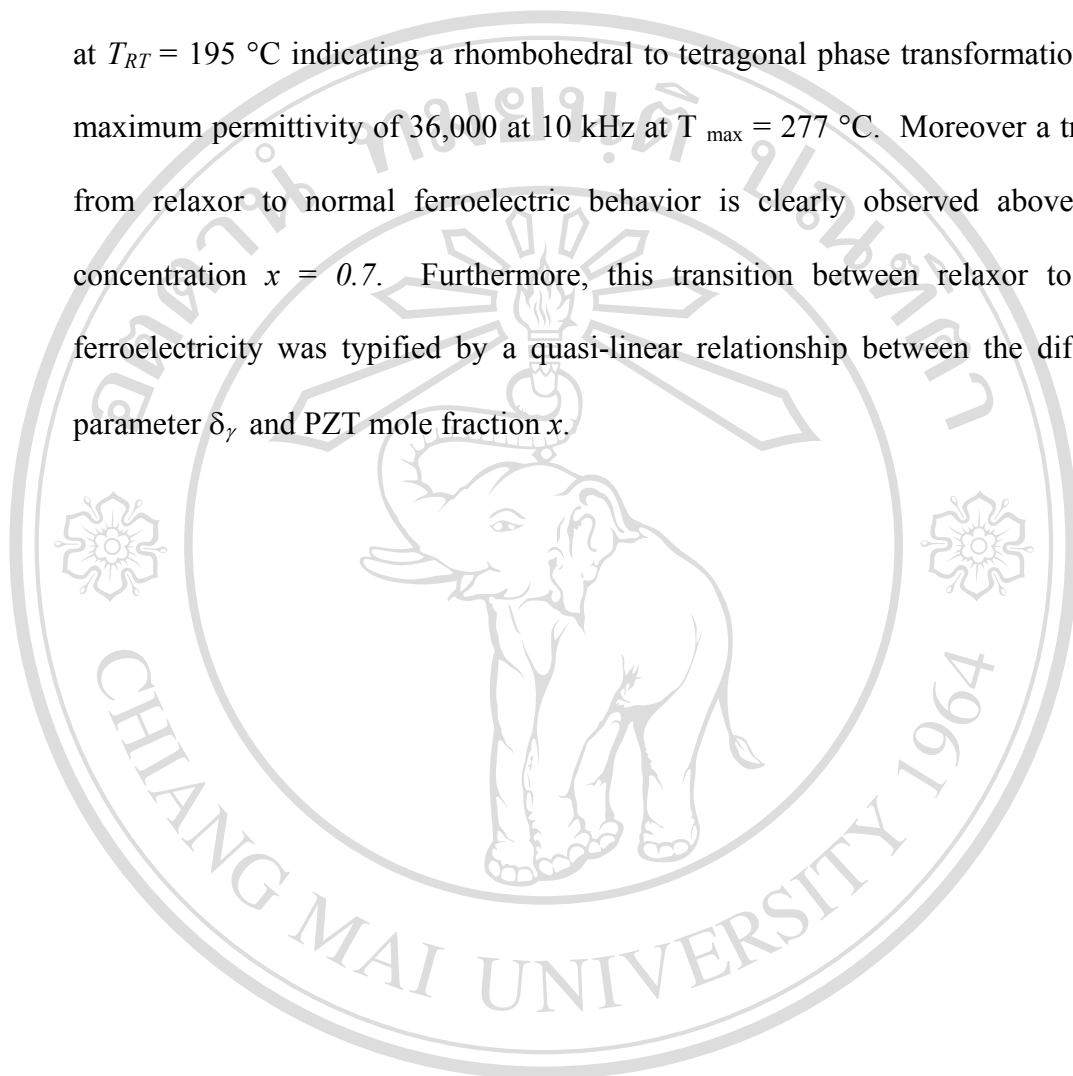 at T_RT = 195 °C indicating a rhombohedral to tetragonal phase transformatio
maximum permittivity of 36,000 at 10 kHz at T max = 277 °C. Moreover a tr
from relaxor to normal ferroelectric behavior is clearly observed above
concentration x = 0.7. Furthermore, this transition between relaxor to
ferroelectricity was typified by a quasi-linear relationship between the dif
parameter δγ and PZT mole fraction x.
CHIANG MAI UNIVERSITY 1964